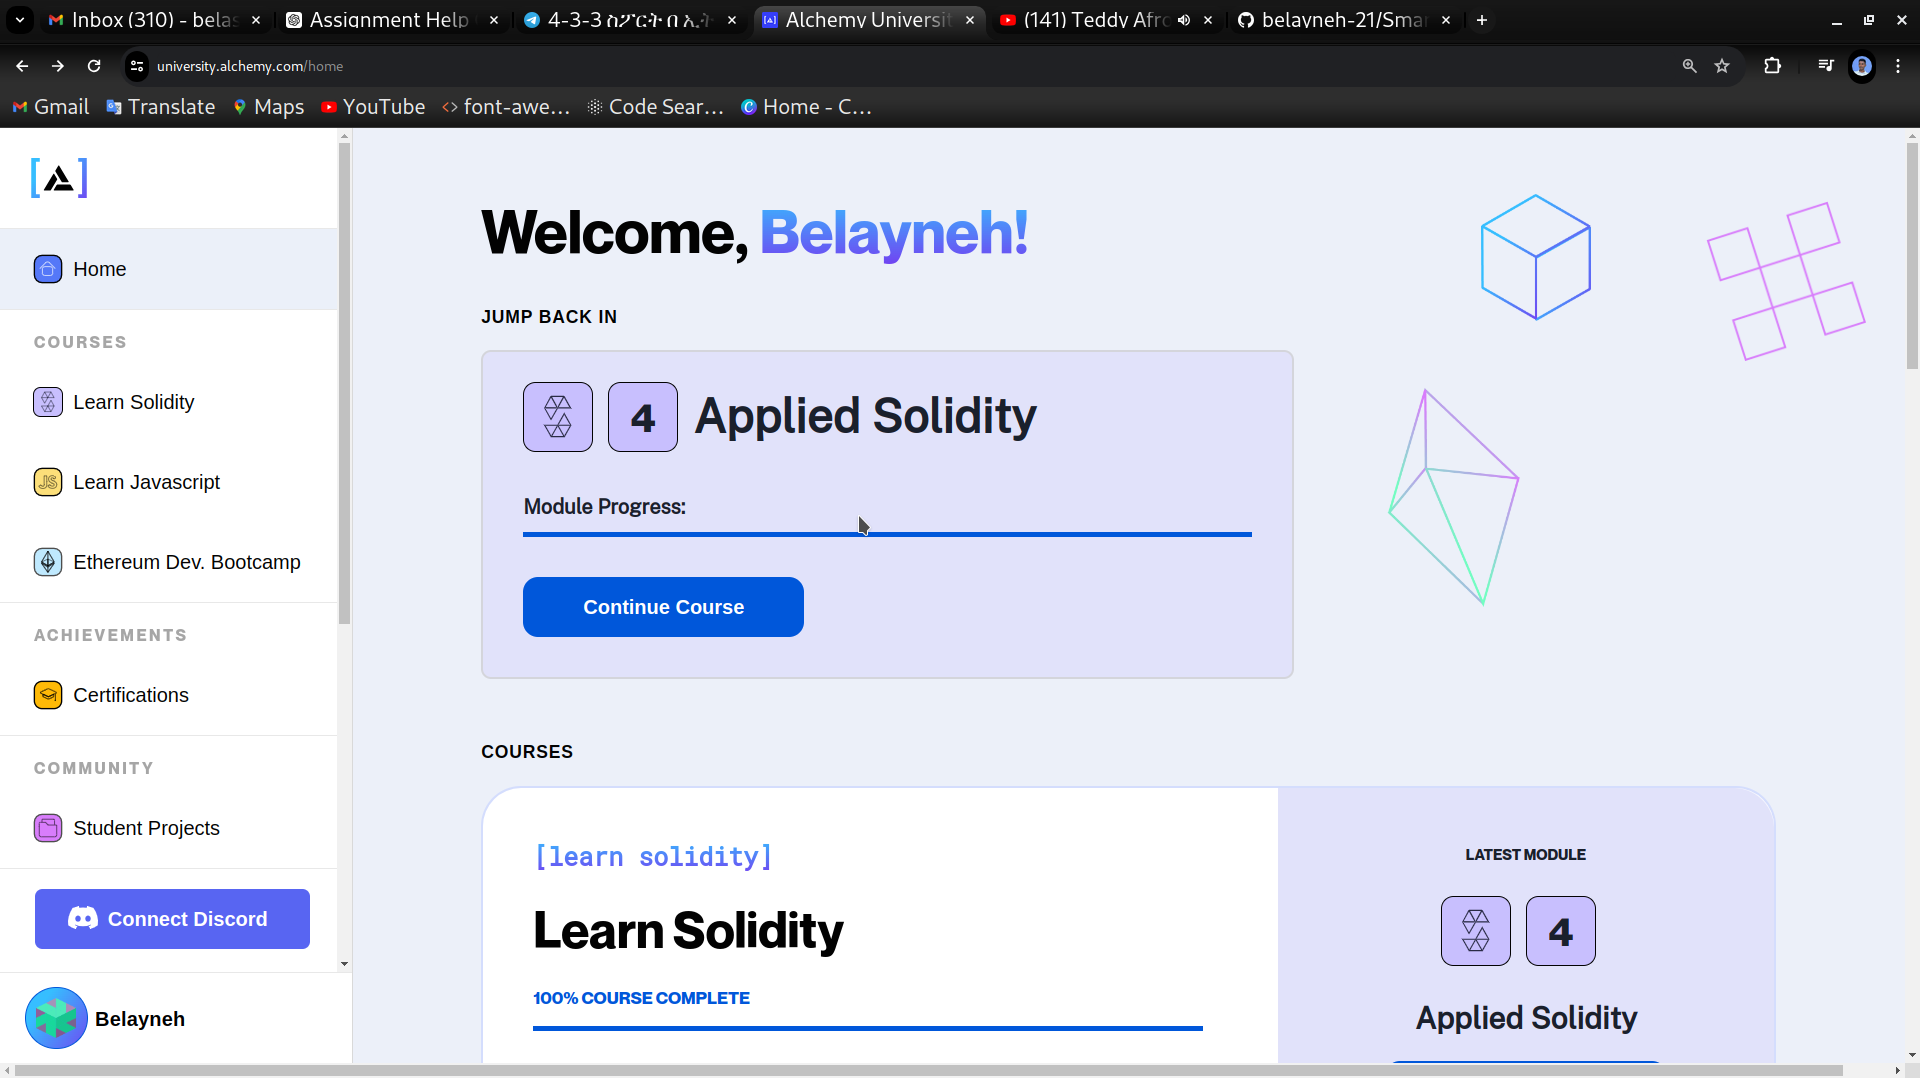 Inbox (310) - belas
Assignment Help
4-3-3 ስፖርት በ ኢት
Alchemy Universit
(141) Teddy Afro
belayneh-21/Smar
university.alchemy.com/home
Gmail
Translate
Maps
YouTube
font-awe...
Code Sear...
Home - C...
Home
COURSES
Learn Solidity
JS
Learn Javascript
Ethereum Dev. Bootcamp
ACHIEVEMENTS
Certifications
COMMUNITY
Student Projects
Connect Discord
Belayneh
Welcome, Belayneh!
JUMP BACK IN
4 Applied Solidity
Module Progress:
Continue Course
COURSES
[learn solidity]
Learn Solidity
100% COURSE COMPLETE
LATEST MODULE
4
Applied Solidity